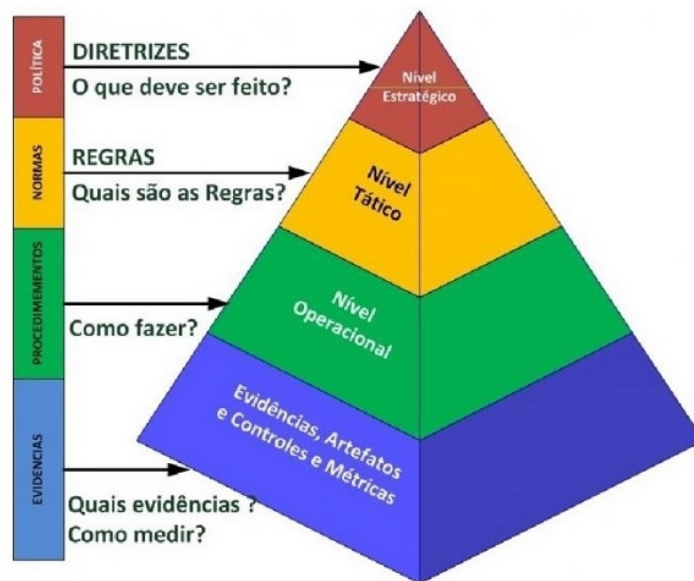 POLÍTICA
DIRETRIZES
O que deve ser feito?
Nível
Estratégico
NORMAS
REGRAS
Quais são as Regras?
Nível
Tático
PROCEDIMEMENTOS
Como fazer?
Nível
Operacional
EVIDENCIAS
Quais evidências ?
Como medir?
Evidências, Artefatos
e Controles e Métricas